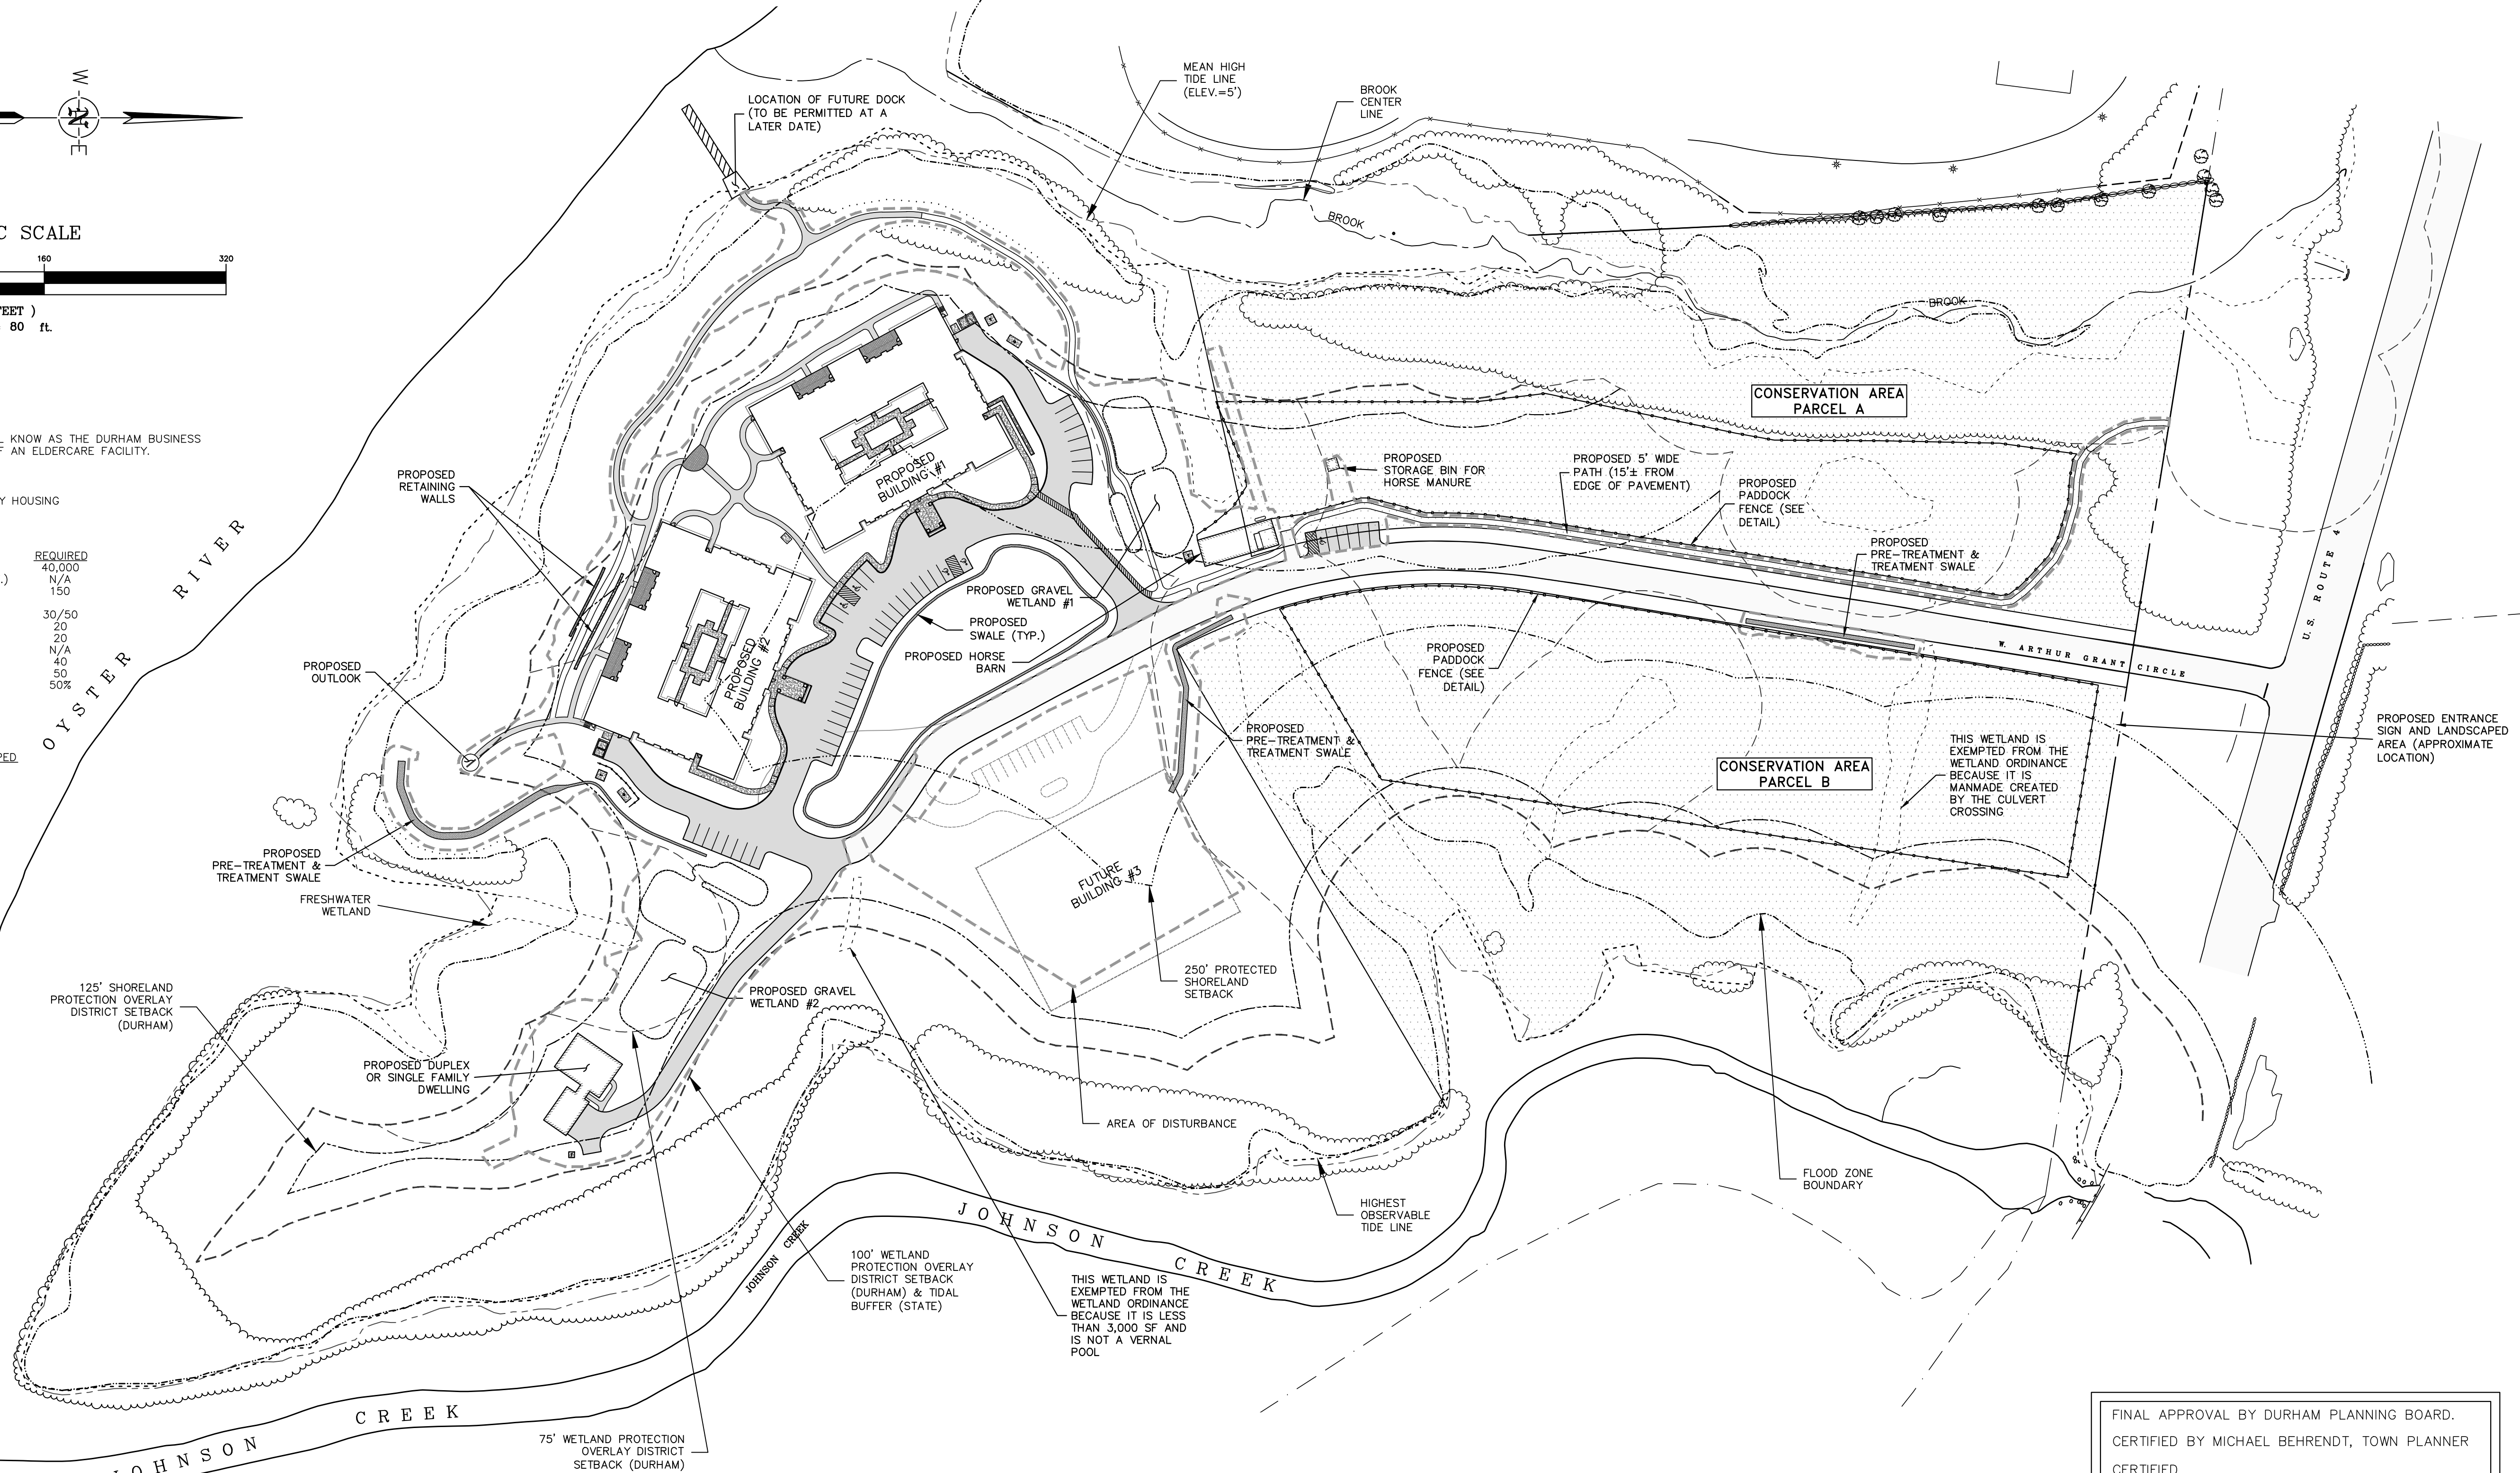 W
N
E
C SCALE
160
320
FEET )
80 ft.
L KNOW AS THE DURHAM BUSINESS
F AN ELDERCARE FACILITY.
Y HOUSING
REQUIRED
40,000
.)
N/A
150
30/50
20
20
N/A
40
50
50%
PED
OYSTER RIVER
LOCATION OF FUTURE DOCK
(TO BE PERMITTED AT A
LATER DATE)
MEAN HIGH
TIDE LINE
(ELEV.=5')
BROOK
CENTER
LINE
BROOK
BROOK
CONSERVATION AREA
PARCEL A
PROPOSED
RETAINING
WALLS
PROPOSED
BUILDING #1
PROPOSED
BUILDING #2
PROPOSED
STORAGE BIN FOR
HORSE MANURE
PROPOSED 5' WIDE
PATH (15'± FROM
EDGE OF PAVEMENT)
PROPOSED
PADDOCK
FENCE (SEE
DETAIL)
PROPOSED
PRE-TREATMENT &
TREATMENT SWALE
U.S. ROUTE 4
W. ARTHUR GRANT CIRCLE
PROPOSED GRAVEL
WETLAND #1
PROPOSED
SWALE (TYP.)
PROPOSED HORSE
BARN
PROPOSED
OUTLOOK
PROPOSED
PADDOCK
FENCE (SEE
DETAIL)
PROPOSED
PRE-TREATMENT &
TREATMENT SWALE
CONSERVATION AREA
PARCEL B
THIS WETLAND IS
EXEMPTED FROM THE
WETLAND ORDINANCE
BECAUSE IT IS
MANMADE CREATED
BY THE CULVERT
CROSSING
PROPOSED ENTRANCE
SIGN AND LANDSCAPED
AREA (APPROXIMATE
LOCATION)
PROPOSED
PRE-TREATMENT &
TREATMENT SWALE
FRESHWATER
WETLAND
FUTURE
BUILDING #3
125' SHORELAND
PROTECTION OVERLAY
DISTRICT SETBACK
(DURHAM)
PROPOSED GRAVEL
WETLAND #2
250' PROTECTED
SHORELAND
SETBACK
PROPOSED DUPLEX
OR SINGLE FAMILY
DWELLING
AREA OF DISTURBANCE
FLOOD ZONE
BOUNDARY
HIGHEST
OBSERVABLE
TIDE LINE
JOHNSON CREEK
JOHNSON CREEK
100' WETLAND
PROTECTION OVERLAY
DISTRICT SETBACK
(DURHAM) & TIDAL
BUFFER (STATE)
THIS WETLAND IS
EXEMPTED FROM THE
WETLAND ORDINANCE
BECAUSE IT IS LESS
THAN 3,000 SF AND
IS NOT A VERNAL
POOL
JOHNSON CREEK
75' WETLAND PROTECTION
OVERLAY DISTRICT
SETBACK (DURHAM)
FINAL APPROVAL BY DURHAM PLANNING BOARD.
CERTIFIED BY MICHAEL BEHRENDT, TOWN PLANNER
CERTIFIED